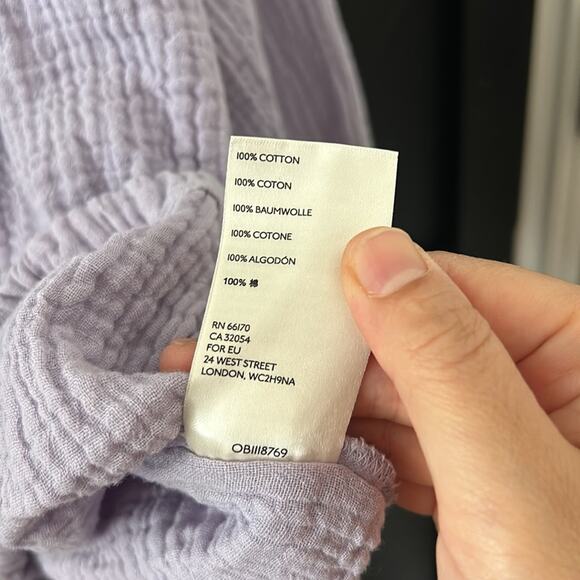 100% COTTON
100% COTON
100% BAUMWOLLE
100% COTONE
100% ALGODÓN
100% 棉
RN 66170
CA 32054
FOR EU
24 WEST STREET
LONDON, WC2H9NA
OB1118769